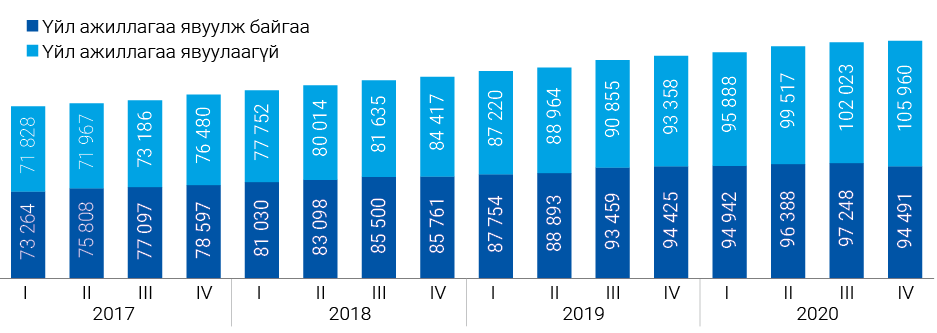 Үйл ажиллагаа явуулж байгаа
Үйл ажиллагаа явуулаагүй
71 828 71 967 73 186 76 480 77 752 80 014 81 635 84 417 87 220 88 964 90 855 93 358 95 888 99 517 102 023 105 960
73 264 75 808 77 097 78 597 81 030 83 098 85 500 85 761 87 754 88 893 93 459 94 425 94 942 96 388 97 248 94 491
I II III IV I II III IV I II III IV I II III IV
2017 2018 2019 2020